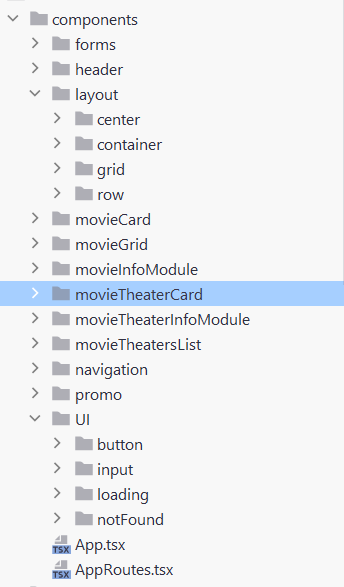 components
forms
header
layout
center
container
grid
row
movieCard
movieGrid
movieInfoModule
movieTheaterCard
movieTheaterInfoModule
movieTheatersList
navigation
promo
UI
button
input
loading
notFound
TSX App.tsx
TSX AppRoutes.tsx